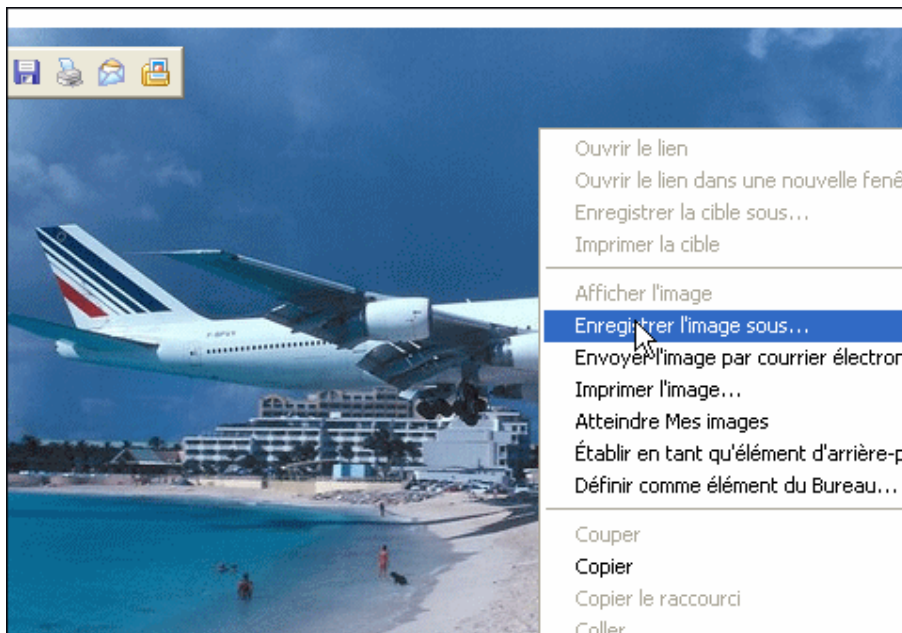 Ouvrir le lien
Ouvrir le lien dans une nouvelle fenê
Enregistrer la cible sous...
Imprimer la cible
Afficher l'image
Enregistrer l'image sous...
Envoyer l'image par courrier électron
Imprimer l'image...
Atteindre Mes images
Établir en tant qu'élément d'arrière-p
Définir comme élément du Bureau...
Couper
Copier
Copier le raccourci
Coller